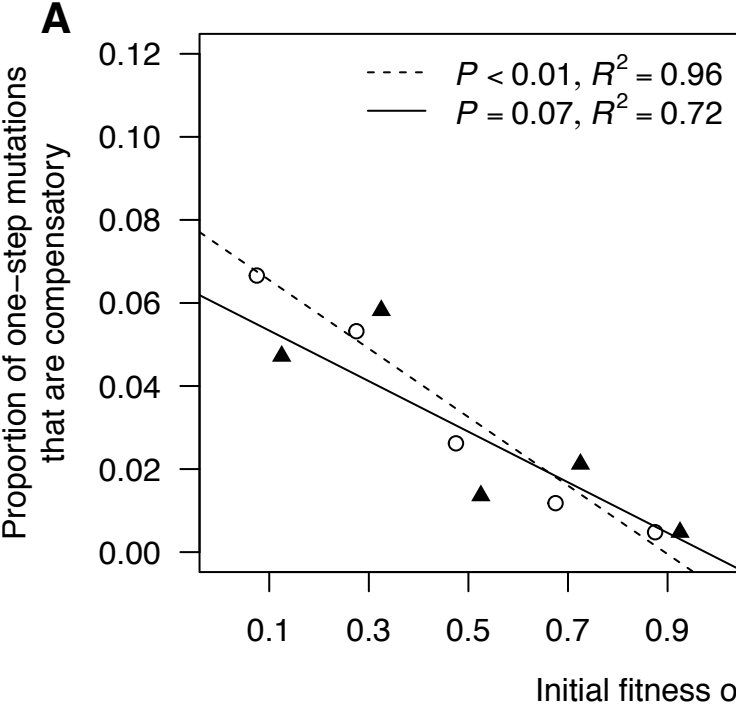 A
P < 0.01, R² = 0.96
P = 0.07, R² = 0.72
Proportion of one–step mutations
that are compensatory
0.12
0.10
0.08
0.06
0.04
0.02
0.00
0.1 0.3 0.5 0.7 0.9
Initial fitness o